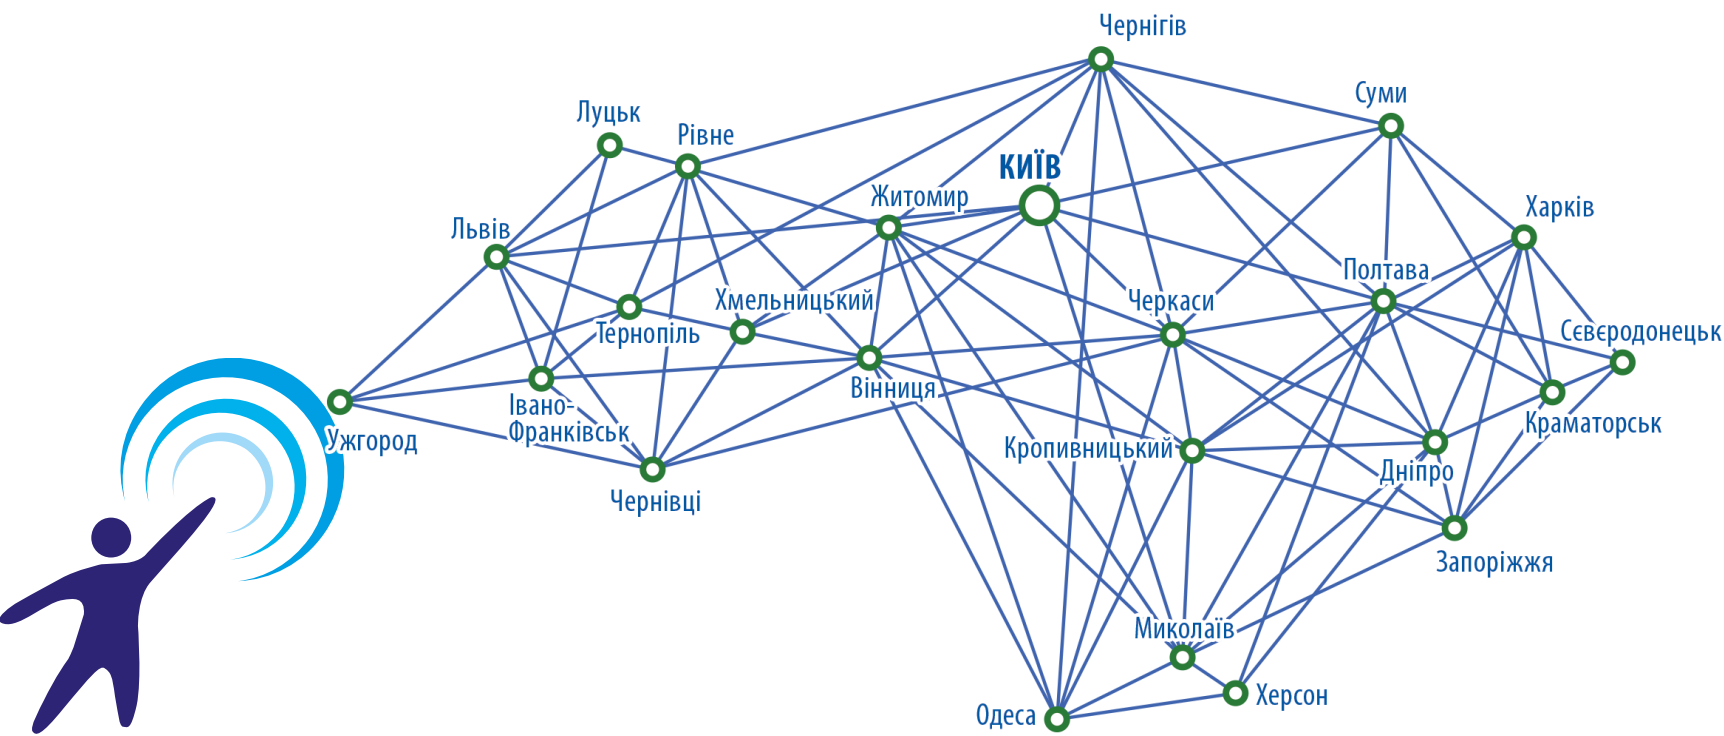 Чернігів
Суми
Луцьк
Рівне
КИЇВ
Житомир
Харків
Львів
Полтава
Хмельницький
Черкаси
Тернопіль
Сєвєродонецьк
Вінниця
Івано-
Франківськ
Ужгород
Краматорськ
Кропивницький
Дніпро
Чернівці
Запоріжжя
Миколаїв
Херсон
Одеса